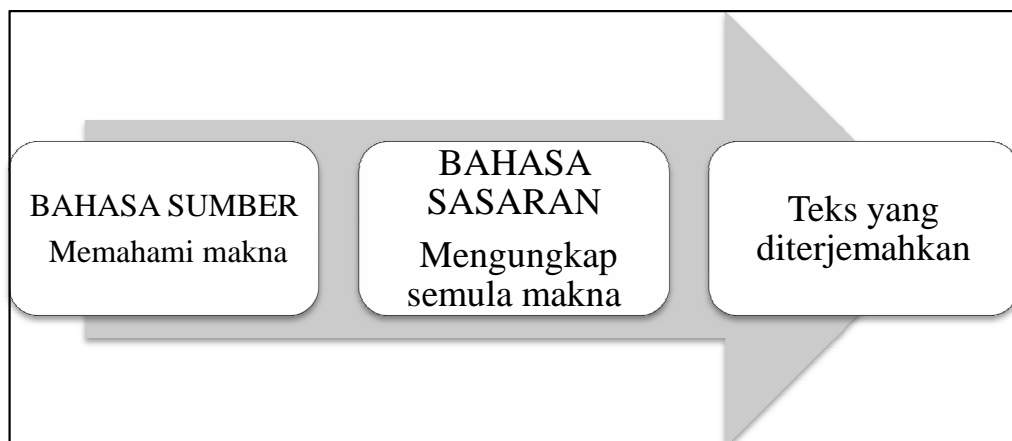 BAHASA SUMBER
Memahami makna
BAHASA
SASARAN
Mengungkap
semula makna
Teks yang
diterjemahkan